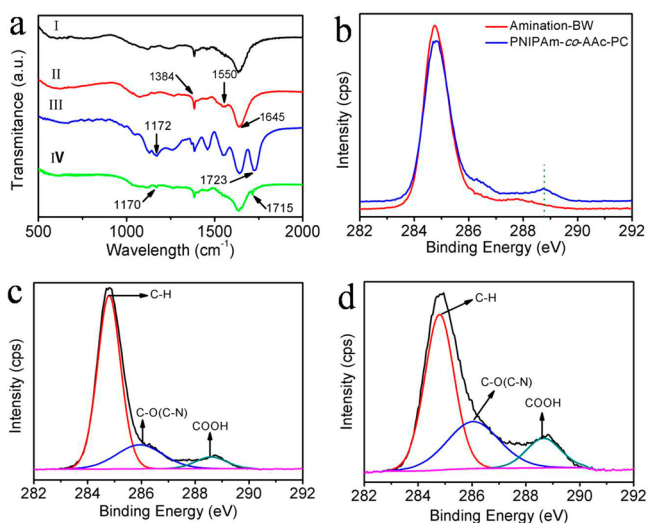 a
I
II
III
IV
1384
1550
1645
1172
1723
1170
1715
Transmitance (a.u.)
500 1000 1500 2000
Wavelength (cm⁻¹)
b
Amination-BW
PNIPAm-co-AAc-PC
Intensity (cps)
282 284 286 288 290 292
Binding Energy (eV)
c
C-H
C-O(C-N)
COOH
Intensity (cps)
282 284 286 288 290 292
Binding Energy (eV)
d
C-H
C-O(C-N)
COOH
Intensity (cps)
282 284 286 288 290 292
Binding Energy (eV)